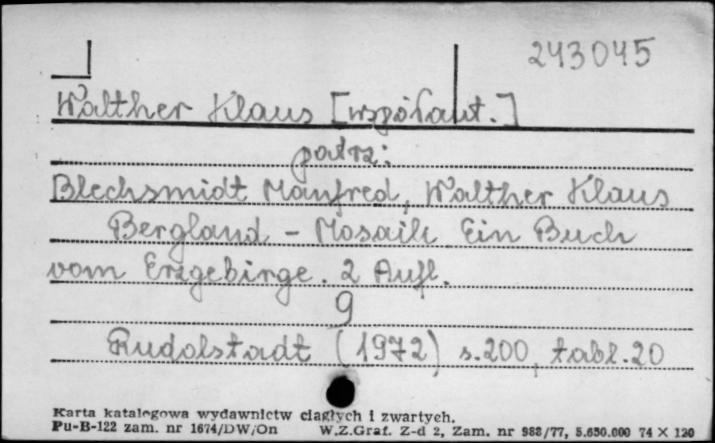 243045
Walther Klaus [współaut.]
patrz:
Blechsmidt Manfred, Walther Klaus
Bergland - Mosaik Ein Buch
vom Erzgebirge. 2 Aufl.
9
Rudolstadt (1972) s.200, tabl.20
Karta katalogowa wydawnictw ciągłych i zwartych.
Pu-B-122 zam. nr 1674/DW/On W.Z.Graf. Z-d 2, Zam. nr 988/77, 5.650.000 74 X 120